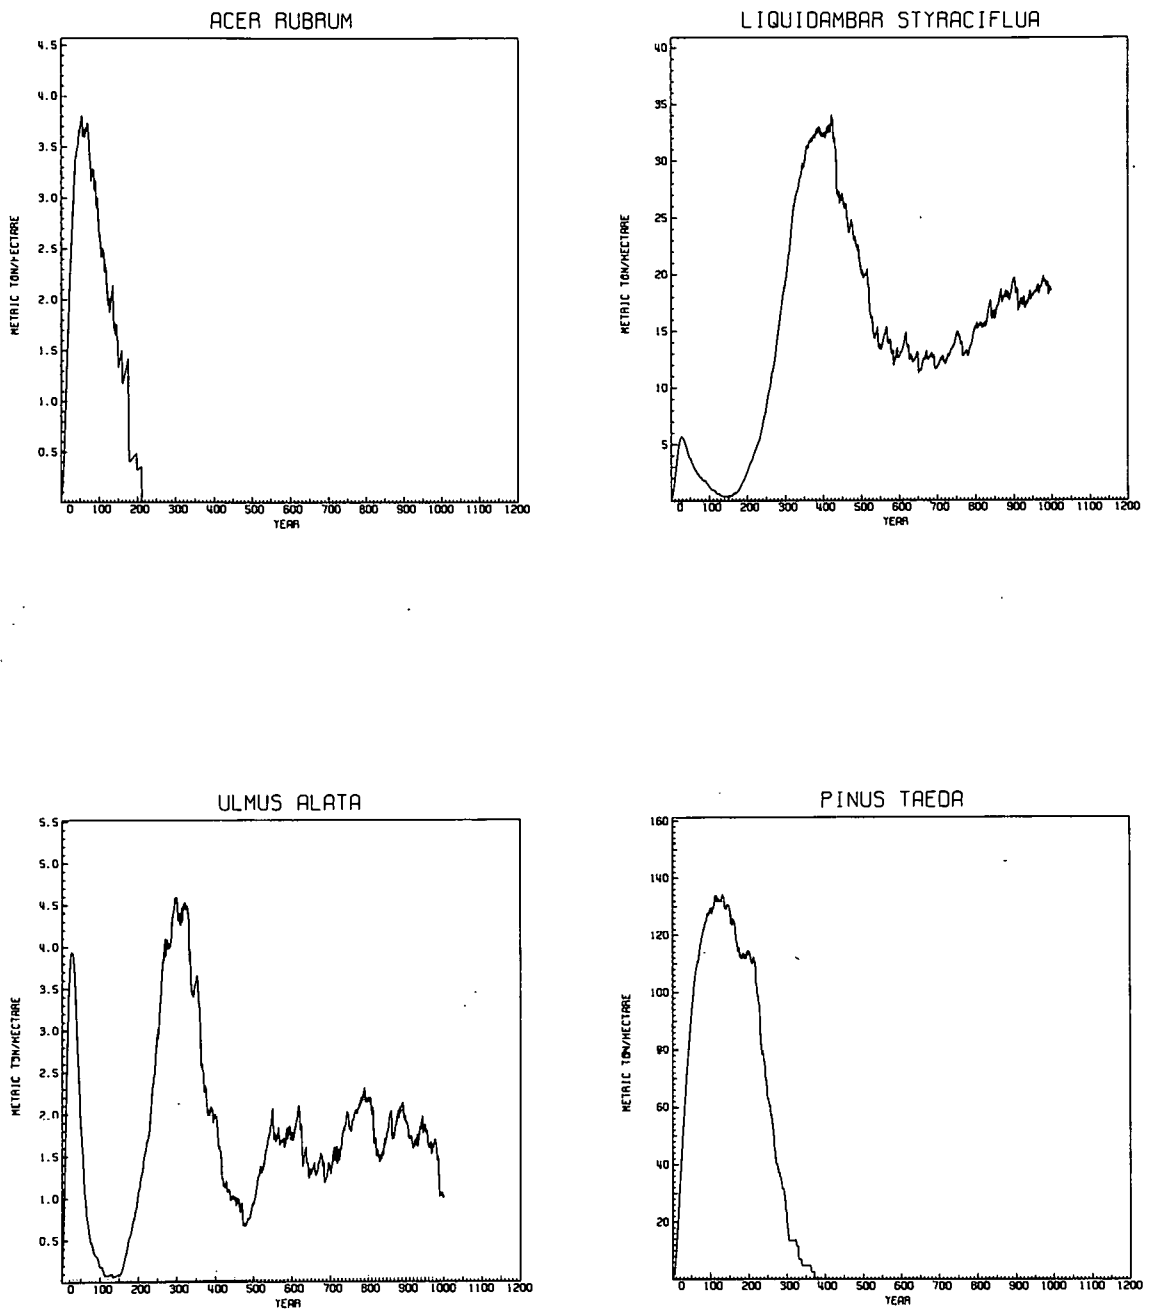 ACER RUBRUM
4.5
4.0
3.5
3.0
2.5
2.0
1.5
1.0
0.5
METRIC TON/HECTARE
0 100 200 300 400 500 600 700 800 900 1000 1100 1200
YEAR
LIQUIDAMBAR STYRACIFLUA
40
35
30
25
20
15
10
5
METRIC TON/HECTARE
0 100 200 300 400 500 600 700 800 900 1000 1100 1200
YEAR
ULMUS ALATA
5.5
5.0
4.5
4.0
3.5
3.0
2.5
2.0
1.5
1.0
0.5
METRIC TON/HECTARE
0 100 200 300 400 500 600 700 800 900 1000 1100 1200
YEAR
PINUS TAEDA
160
140
120
100
80
60
40
20
METRIC TON/HECTARE
0 100 200 300 400 500 600 700 800 900 1000 1100 1200
YEAR